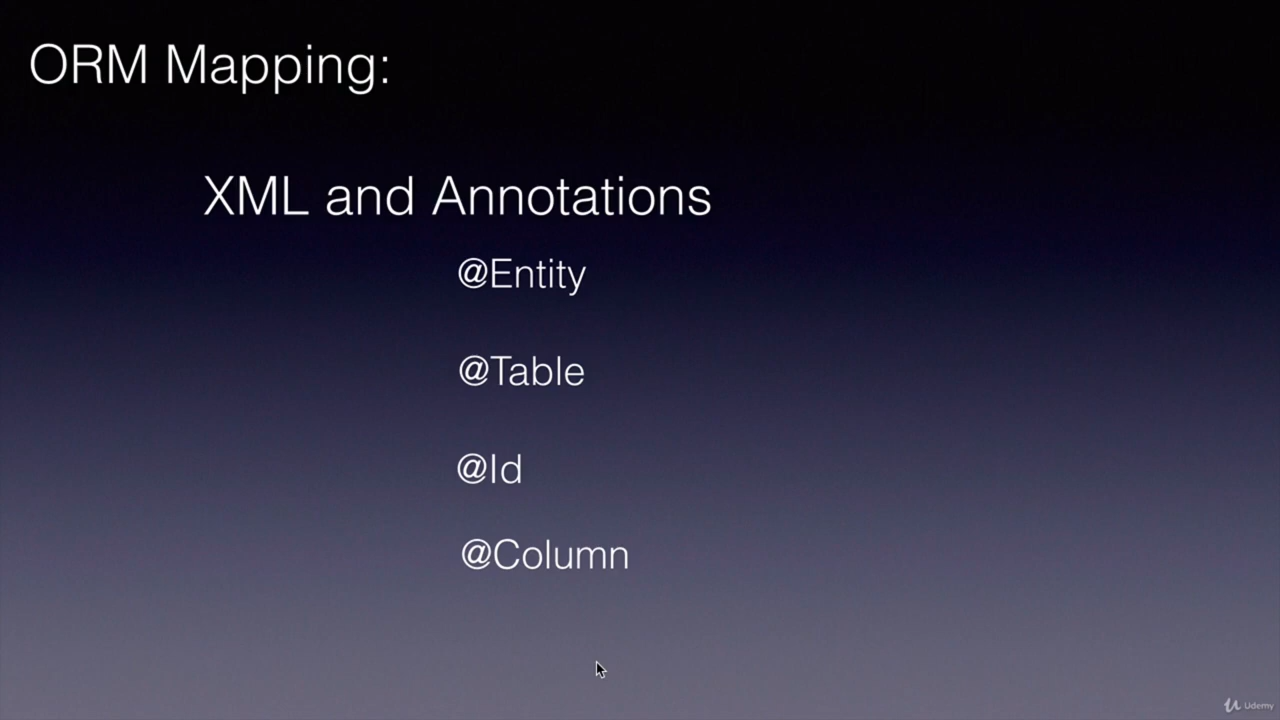 ORM Mapping:
XML and Annotations
@Entity
@Table
@Id
@Column
Udemy